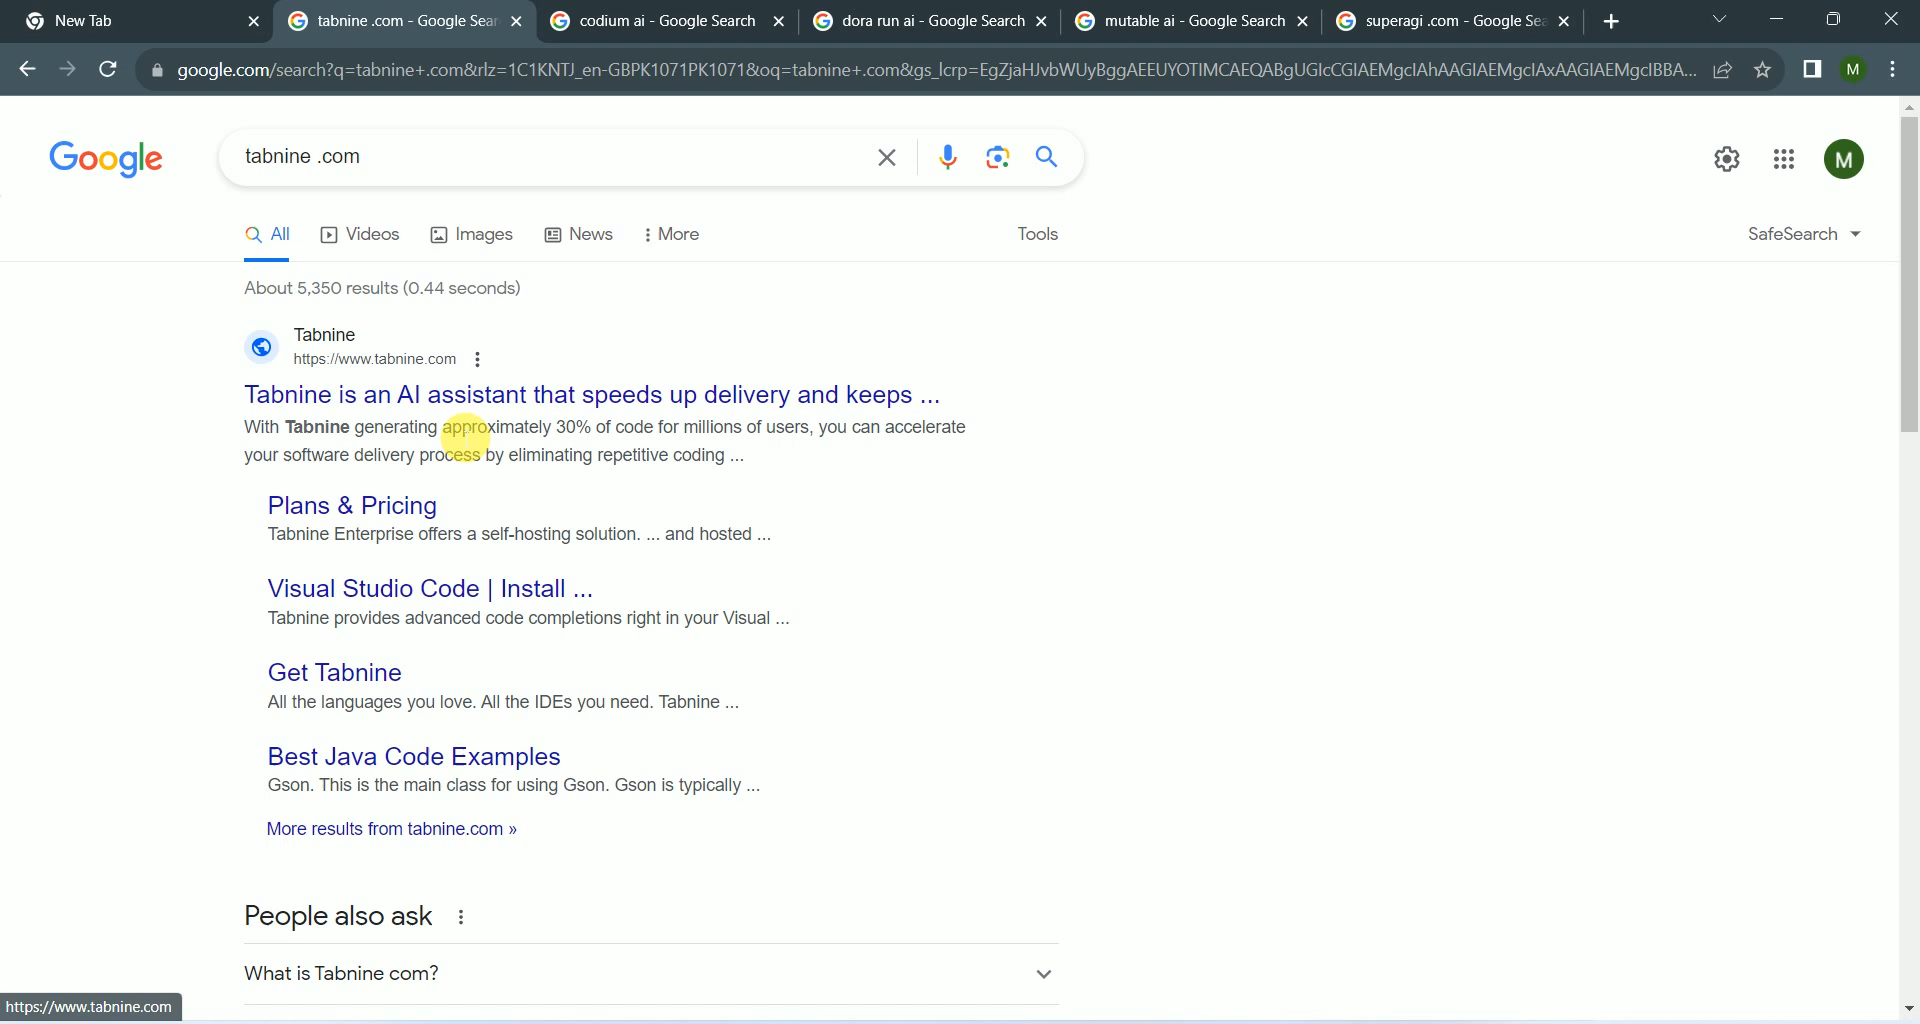 New Tab
tabnine .com - Google Sear
codium ai - Google Search
dora run ai - Google Search
mutable ai - Google Search
superagi .com - Google Sea
google.com/search?q=tabnine+.com&rlz=1C1KNTJ_en-GBPK1071PK1071&oq=tabnine+.com&gs_lcrp=EgZjaHJvbWUyBggAEEUYOTIMCAEQABgUGIcCGIAEMgcIAhAAGIAEMgcIAxAAGIAEMgcIBBA...
M
Google
tabnine .com
M
All
Videos
Images
News
More
Tools
SafeSearch
About 5,350 results (0.44 seconds)
Tabnine
https://www.tabnine.com
Tabnine is an AI assistant that speeds up delivery and keeps ...
With Tabnine generating approximately 30% of code for millions of users, you can accelerate
your software delivery process by eliminating repetitive coding ...
Plans & Pricing
Tabnine Enterprise offers a self-hosting solution. ... and hosted ...
Visual Studio Code | Install ...
Tabnine provides advanced code completions right in your Visual ...
Get Tabnine
All the languages you love. All the IDEs you need. Tabnine ...
Best Java Code Examples
Gson. This is the main class for using Gson. Gson is typically ...
More results from tabnine.com »
People also ask
What is Tabnine com?
https://www.tabnine.com